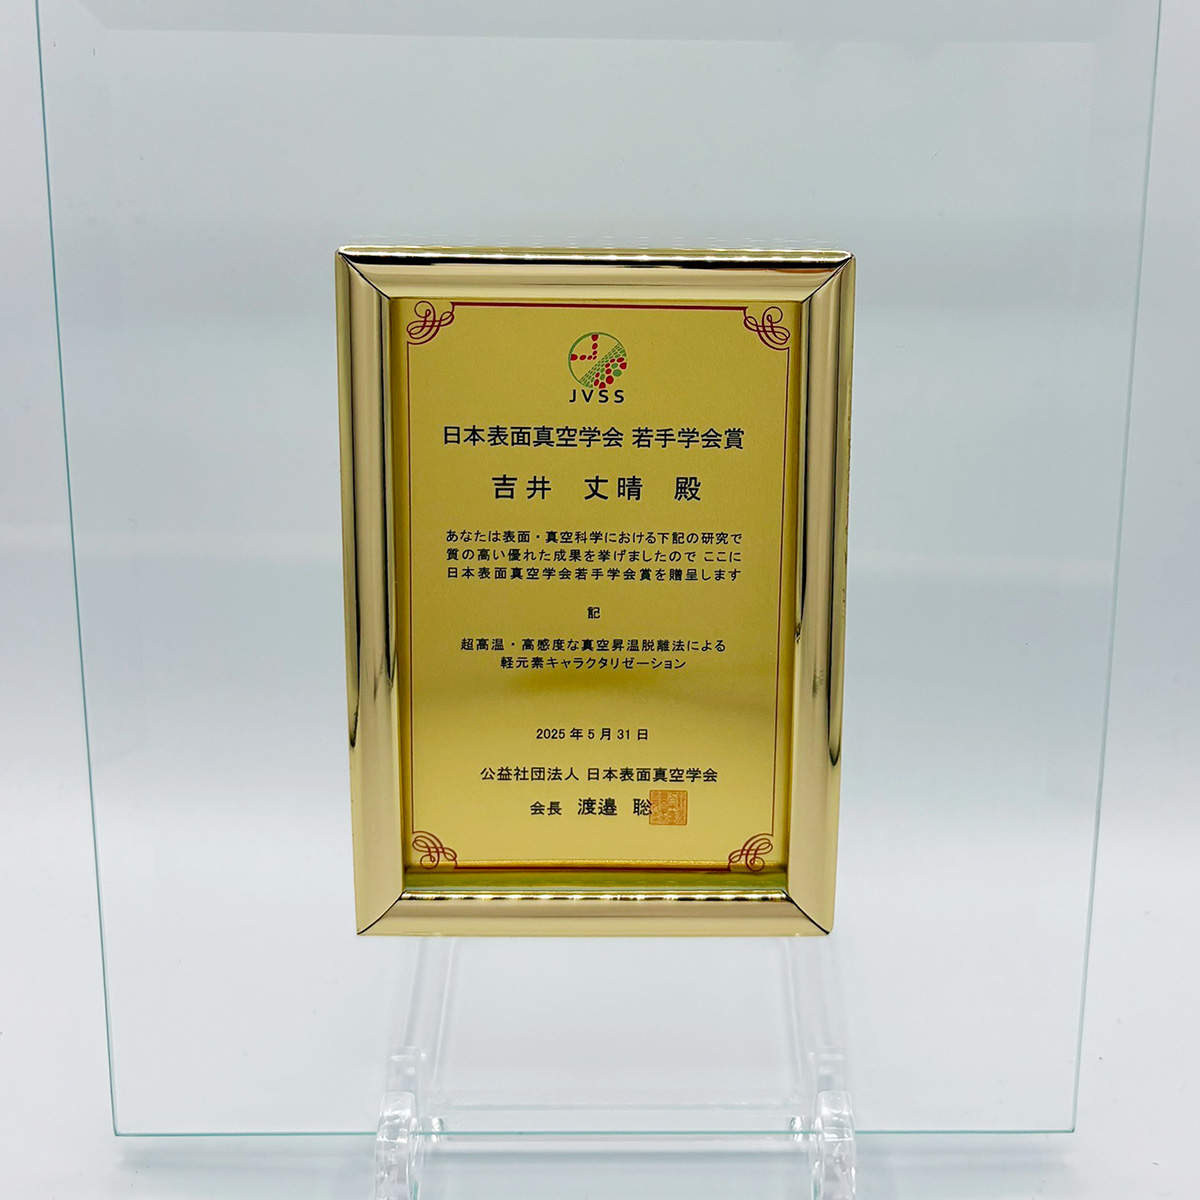 JVSS
日本表面真空学会 若手学会賞
吉井 丈晴 殿
あなたは表面・真空科学における下記の研究で
質の高い優れた成果を挙げましたので ここに
日本表面真空学会若手学会賞を贈呈します
記
超高温・高感度な真空昇温脱離法による
軽元素キャラクタリゼーション
2025年5月31日
公益社団法人 日本表面真空学会
会長 渡邉 聡